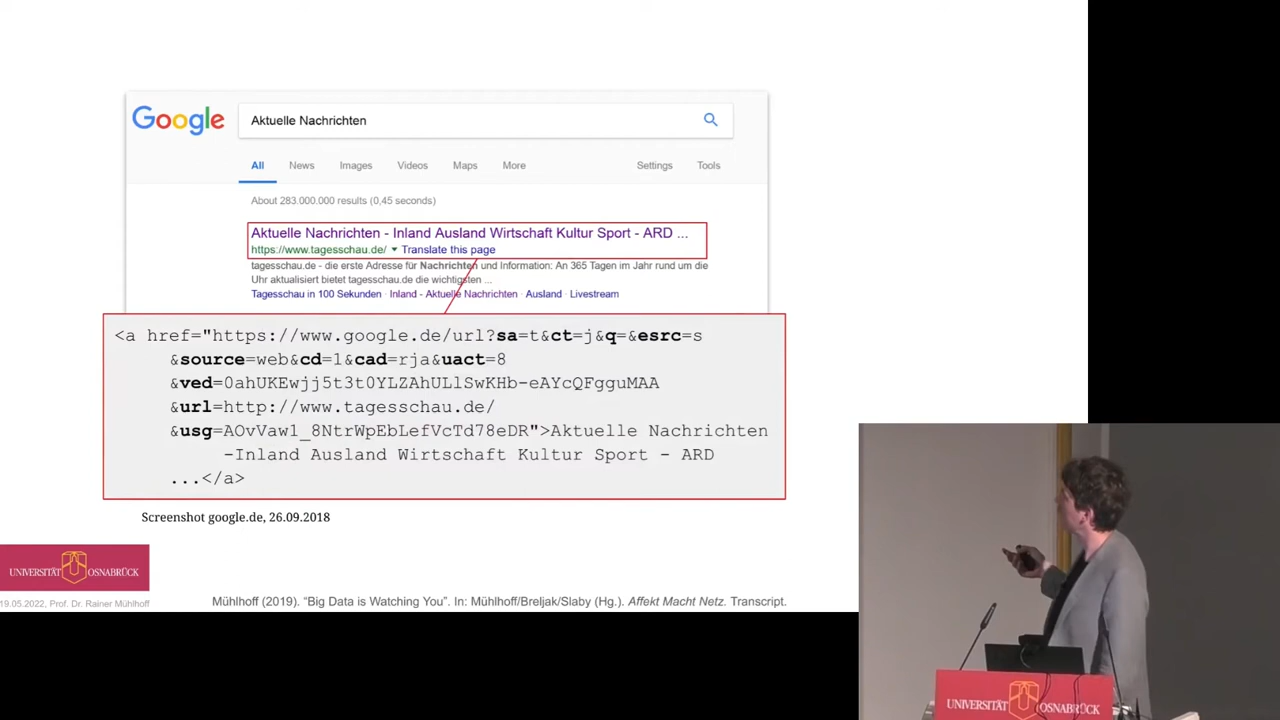 Google
Aktuelle Nachrichten
All News Images Videos Maps More Settings Tools
About 283.000.000 results (0,45 seconds)
Aktuelle Nachrichten - Inland Ausland Wirtschaft Kultur Sport - ARD ...
https://www.tagesschau.de/ ▼ Translate this page
tagesschau.de - die erste Adresse für Nachrichten und Information: An 365 Tagen im Jahr rund um die
Uhr aktualisiert bietet tagesschau.de die wichtigsten ...
Tagesschau in 100 Sekunden · Inland - Aktuelle Nachrichten · Ausland · Livestream
<a href="https://www.google.de/url?sa=t&ct=j&q=&esrc=s
&source=web&cd=1&cad=rja&uact=8
&ved=0ahUKEwjj5t3t0YLZAhULlSwKHb-eAYcQFgguMAA
&url=http://www.tagesschau.de/
&usg=AOvVaw1_8NtrWpEbLefVcTd78eDR">Aktuelle Nachrichten
-Inland Ausland Wirtschaft Kultur Sport - ARD
...</a>
Screenshot google.de, 26.09.2018
UNIVERSITÄT OSNABRÜCK
19.05.2022, Prof. Dr. Rainer Mühlhoff
Mühlhoff (2019). "Big Data is Watching You". In: Mühlhoff/Breljak/Slaby (Hg.). Affekt Macht Netz. Transcript.
UNIVERSITÄT OSNABRÜCK